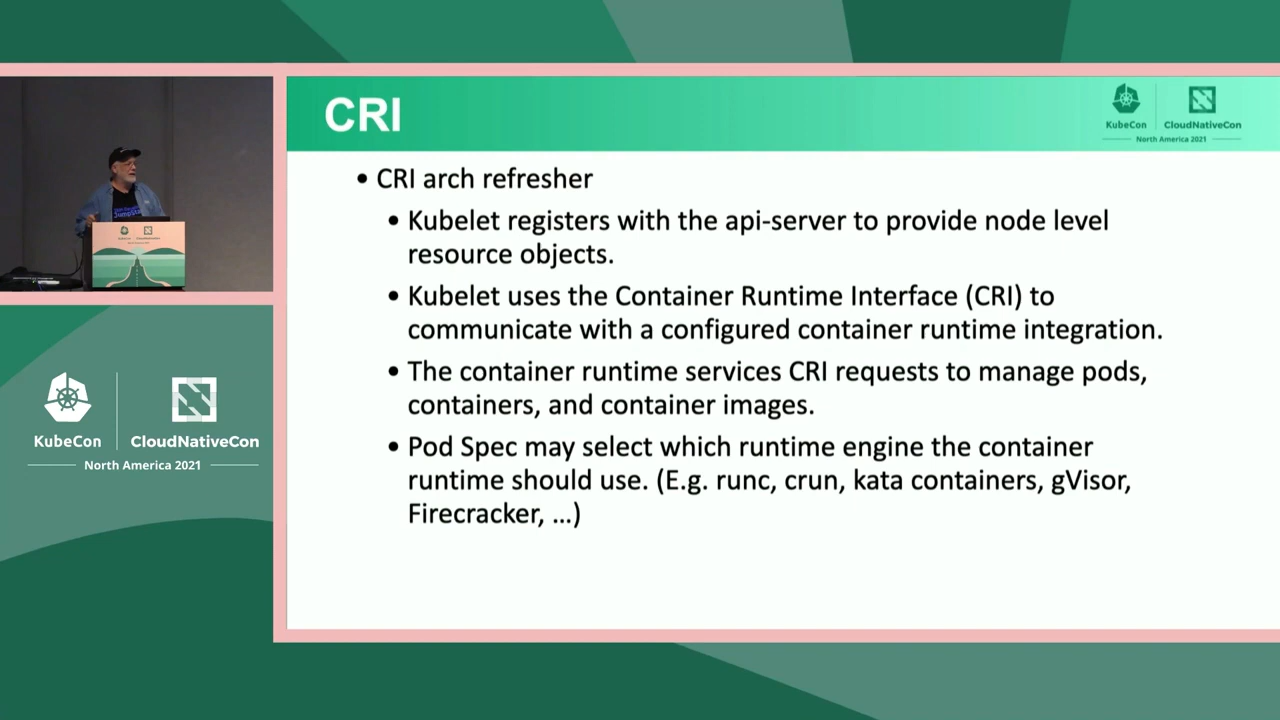 CRI
KubeCon
CloudNativeCon
North America 2021
• CRI arch refresher
• Kubelet registers with the api-server to provide node level
resource objects.
• Kubelet uses the Container Runtime Interface (CRI) to
communicate with a configured container runtime integration.
• The container runtime services CRI requests to manage pods,
containers, and container images.
• Pod Spec may select which runtime engine the container
runtime should use. (E.g. runc, crun, kata containers, gVisor,
Firecracker, ...)
KubeCon
CloudNativeCon
North America 2021